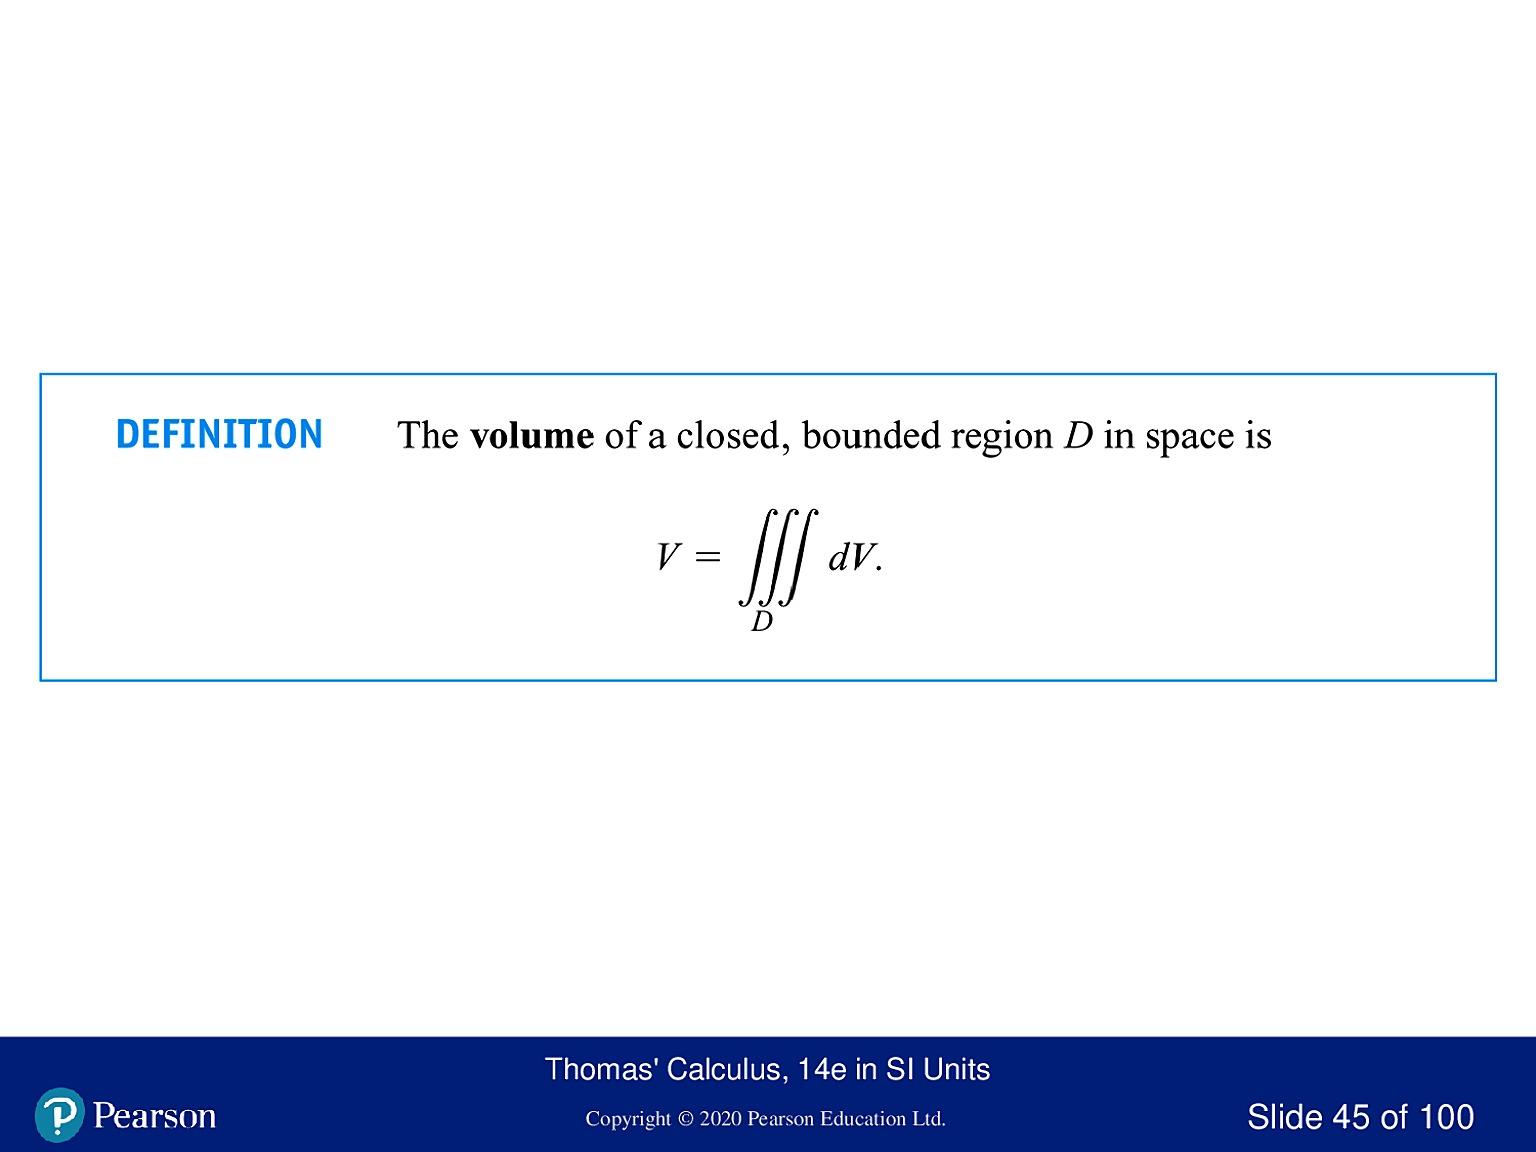 DEFINITION The volume of a closed, bounded region D in space is
V = ∭ dV.
D
Thomas' Calculus, 14e in SI Units
Pearson
Copyright © 2020 Pearson Education Ltd.
Slide 45 of 100